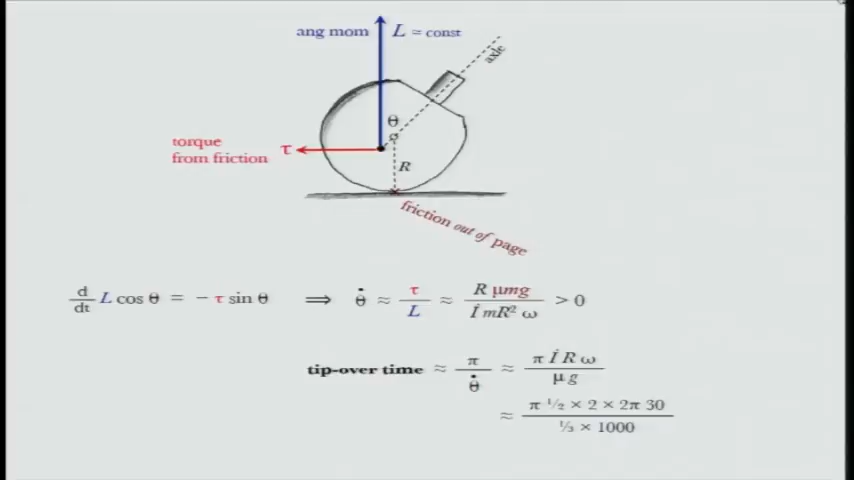 ang mom L ≈ const
axle
θ
torque
from friction
τ
R
friction out of page
d/dt L cos θ = − τ sin θ ⟹ θ̇ ≈ τ/L ≈ R μmg / İ mR² ω > 0
tip-over time ≈ π/θ̇ ≈ π İ R ω / μ g
≈ π ½ × 2 × 2π 30 / ⅓ × 1000